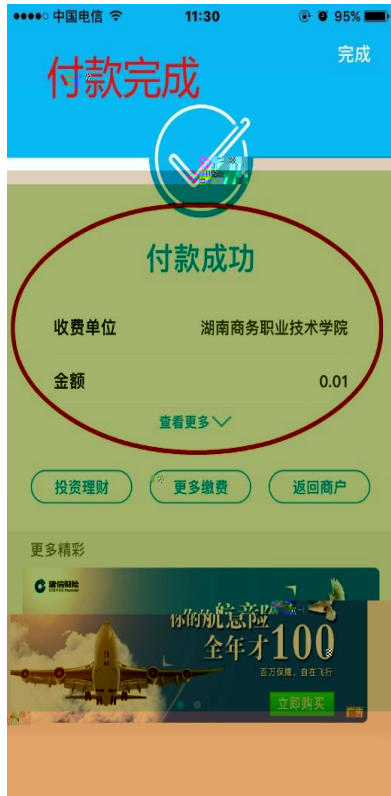 中国电信 11:30 95%
完成
付款完成
付款成功
收费单位 湖南商务职业技术学院
金额 0.01
查看更多
投资理财 更多缴费 返回商户
更多精彩
建信财险
你的航意险
全年才100
百万保障，自在飞行
立即购买